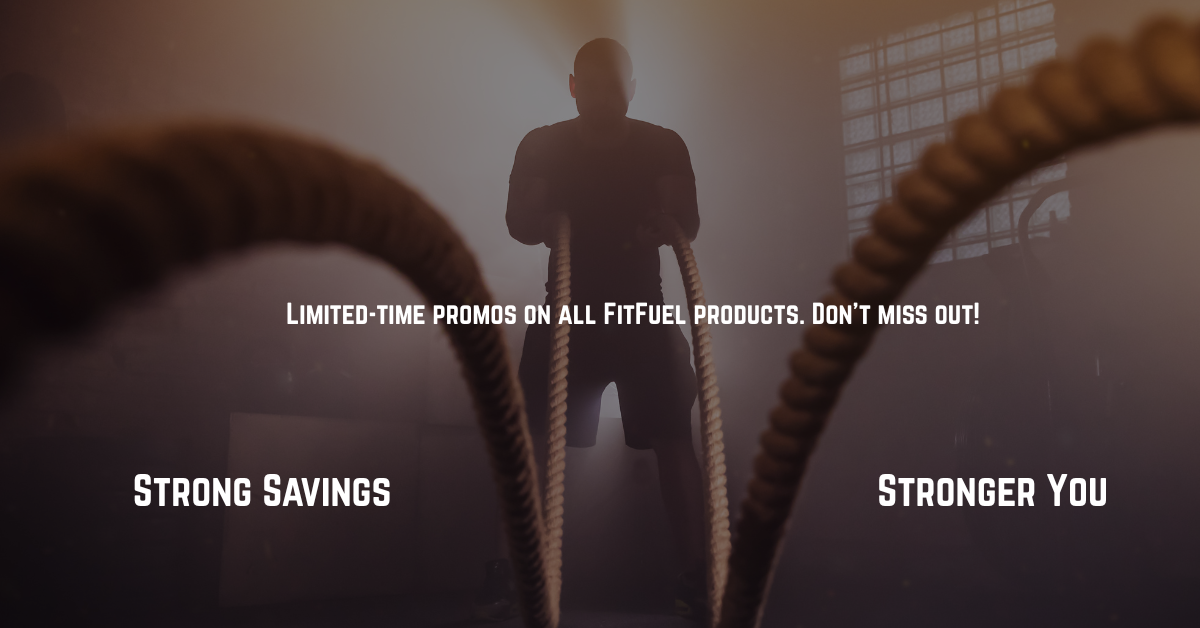 Limited-time promos on all FitFuel products. Don't miss out!
Strong Savings
Stronger You